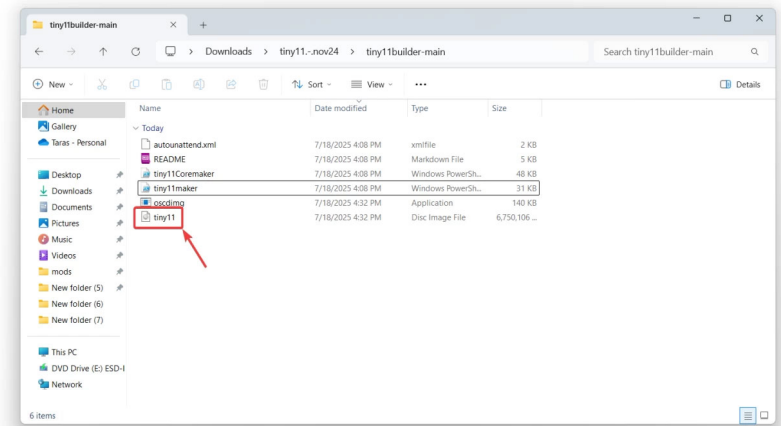 tiny11builder-main
Downloads > tiny11.-.nov24 > tiny11builder-main
Search tiny11builder-main
New
Sort
View
Details
Home
Gallery
Taras - Personal
Desktop
Downloads
Documents
Pictures
Music
Videos
mods
New folder (5)
New folder (6)
New folder (7)
This PC
DVD Drive (E:) ESD-I
Network
Name Date modified Type Size
Today
autounattend.xml 7/18/2025 4:08 PM xmlfile 2 KB
README 7/18/2025 4:08 PM Markdown File 5 KB
tiny11Coremaker 7/18/2025 4:08 PM Windows PowerSh... 48 KB
tiny11maker 7/18/2025 4:08 PM Windows PowerSh... 31 KB
oscdimg 7/18/2025 4:32 PM Application 140 KB
tiny11 7/18/2025 4:32 PM Disc Image File 6,750,106 ...
6 items